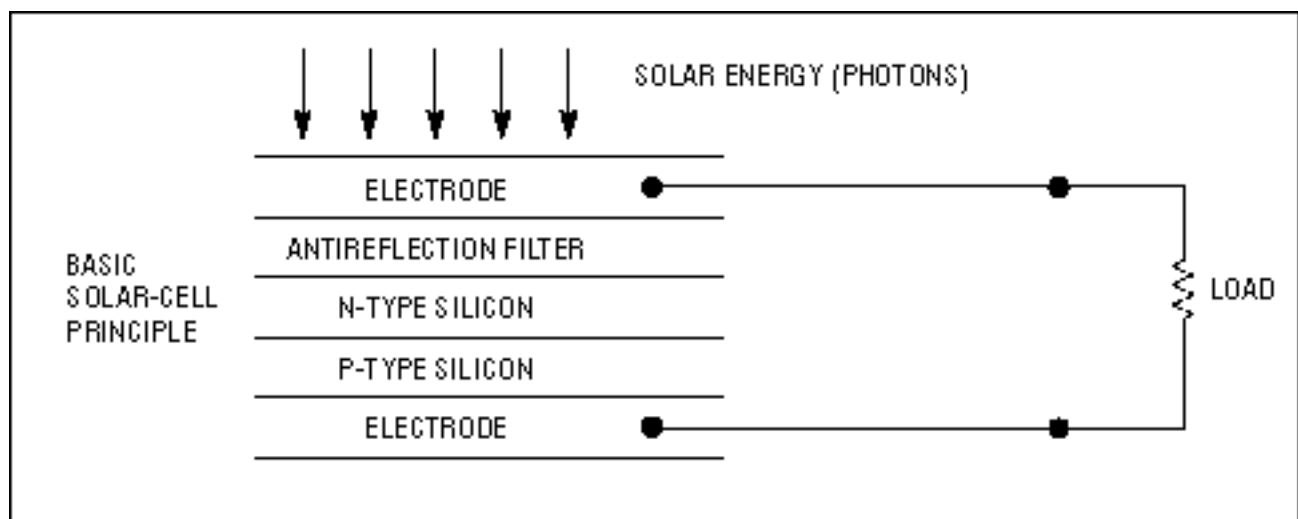 SOLAR ENERGY (PHOTONS)
ELECTRODE
ANTIREFLECTION FILTER
BASIC
SOLAR-CELL
PRINCIPLE
N-TYPE SILICON
LOAD
P-TYPE SILICON
ELECTRODE